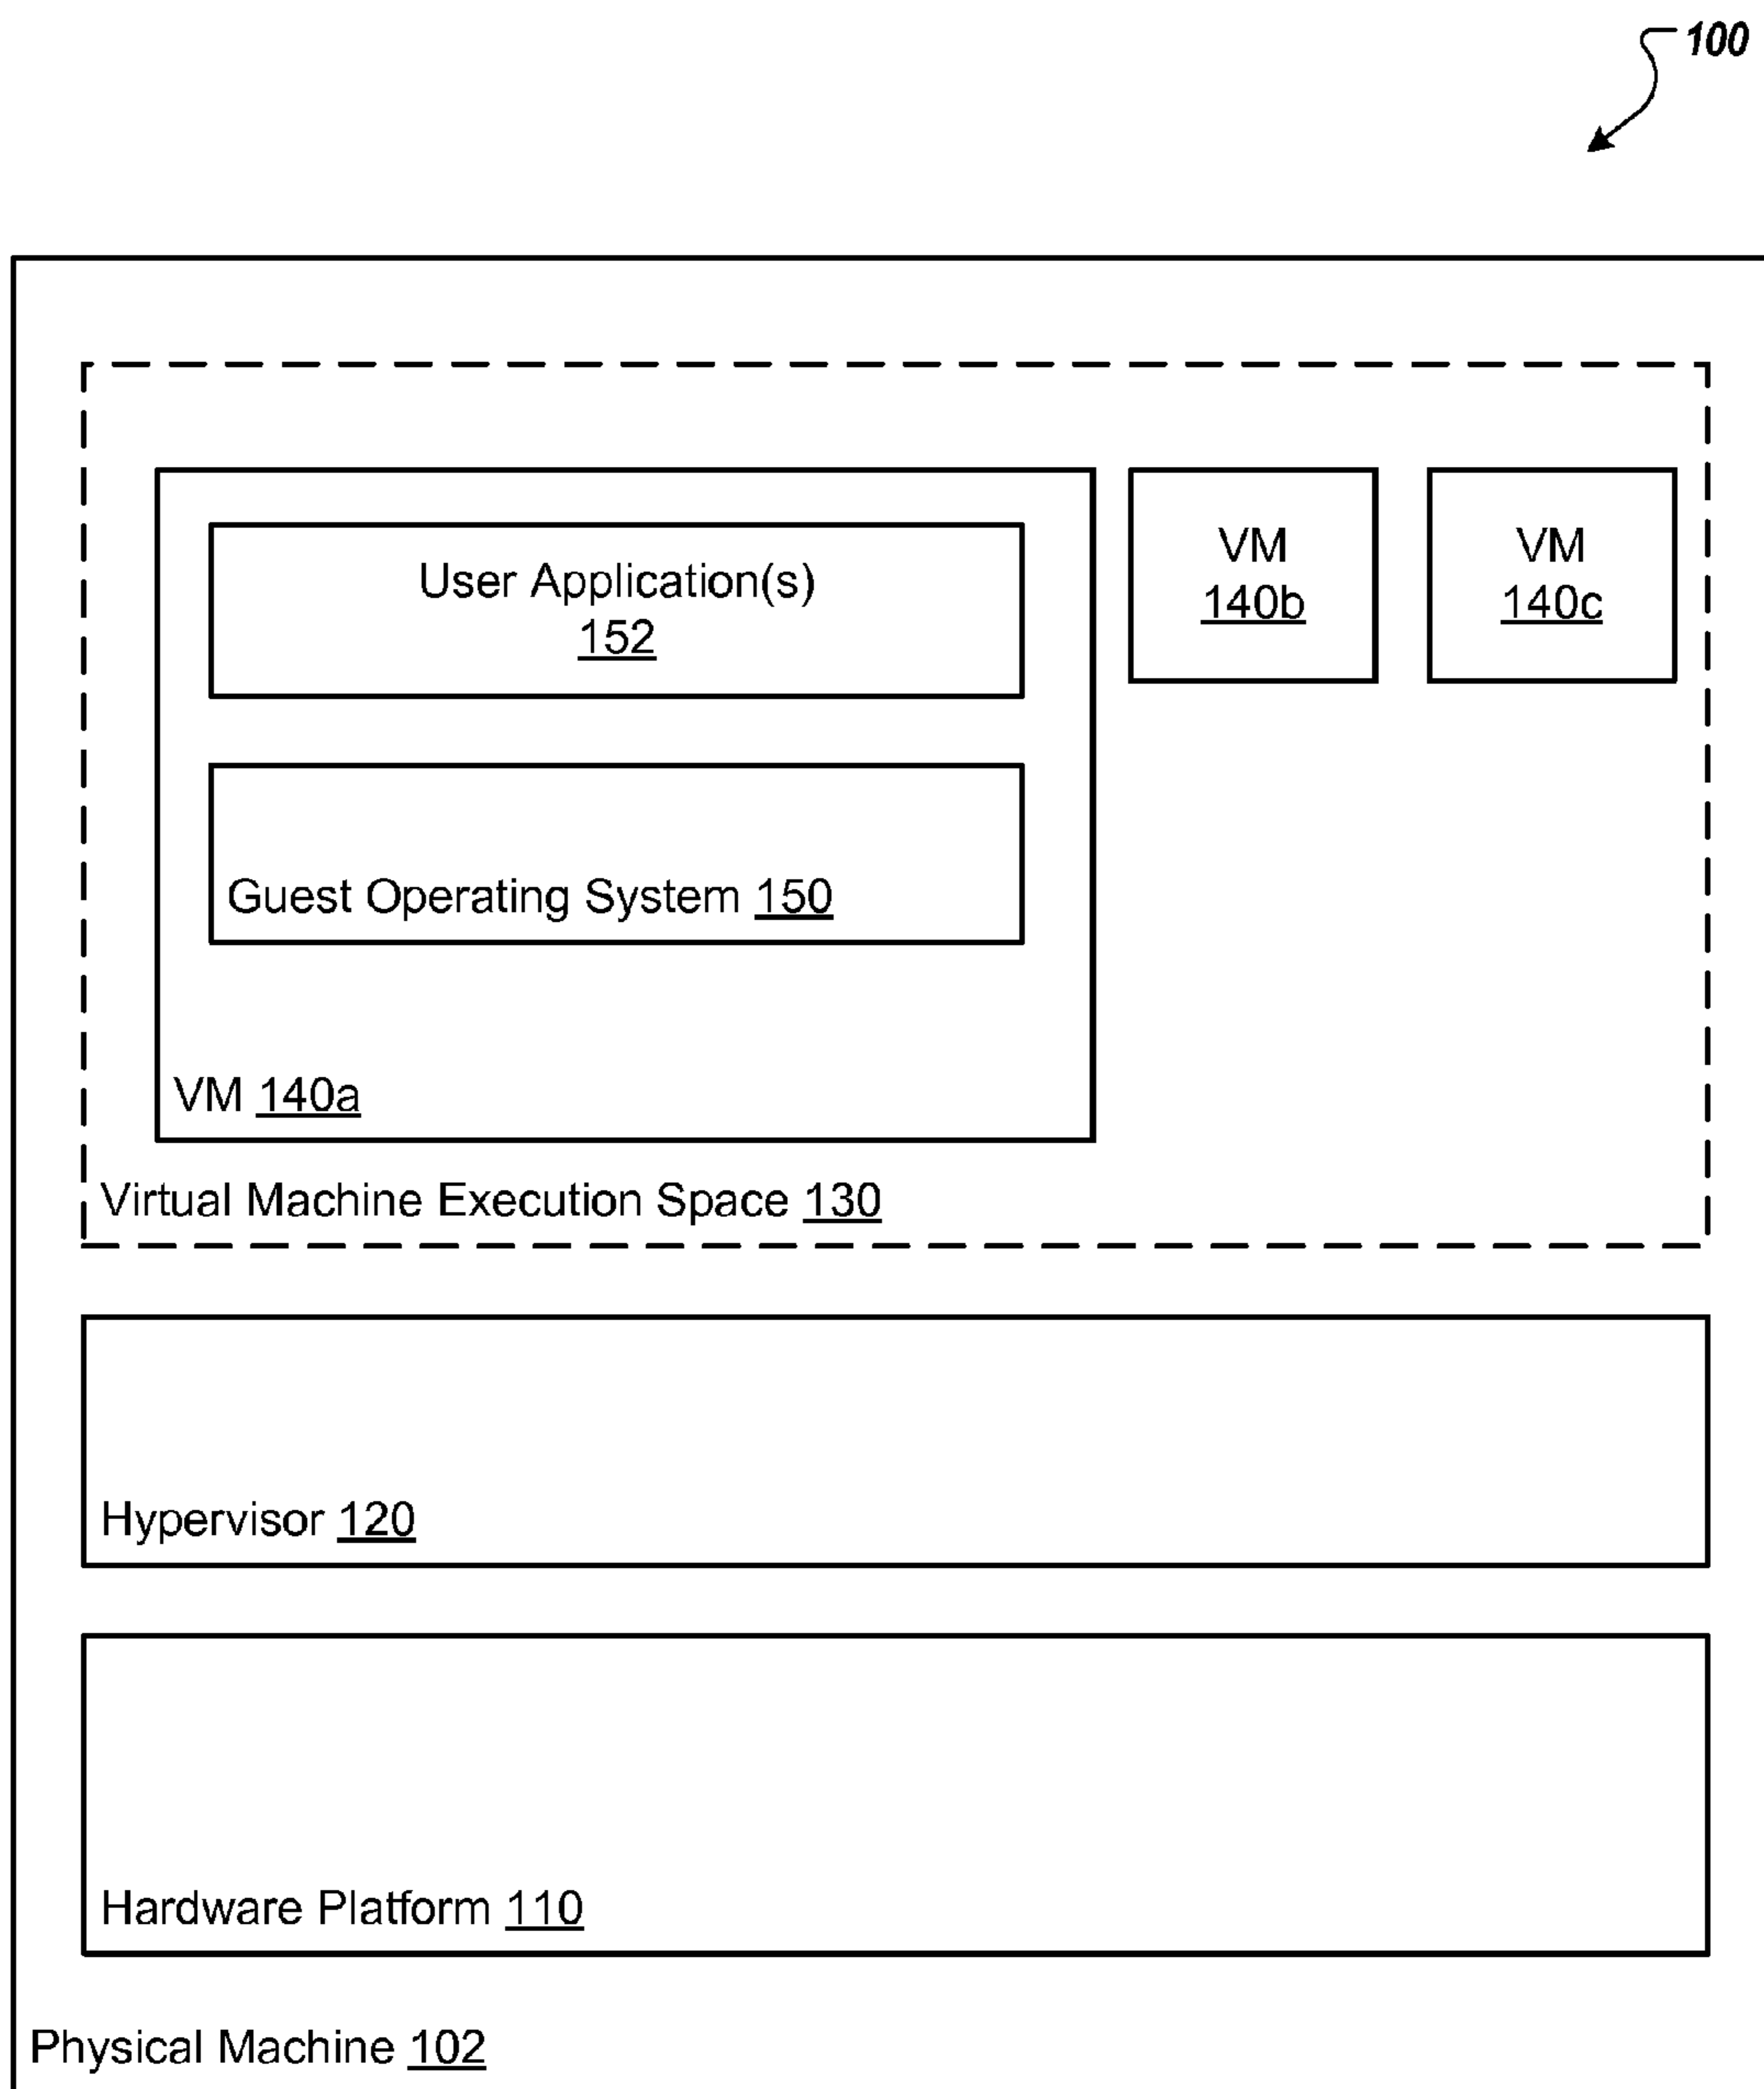 100
User Application(s)
152
VM
140b
VM
140c
Guest Operating System 150
VM 140a
Virtual Machine Execution Space 130
Hypervisor 120
Hardware Platform 110
Physical Machine 102